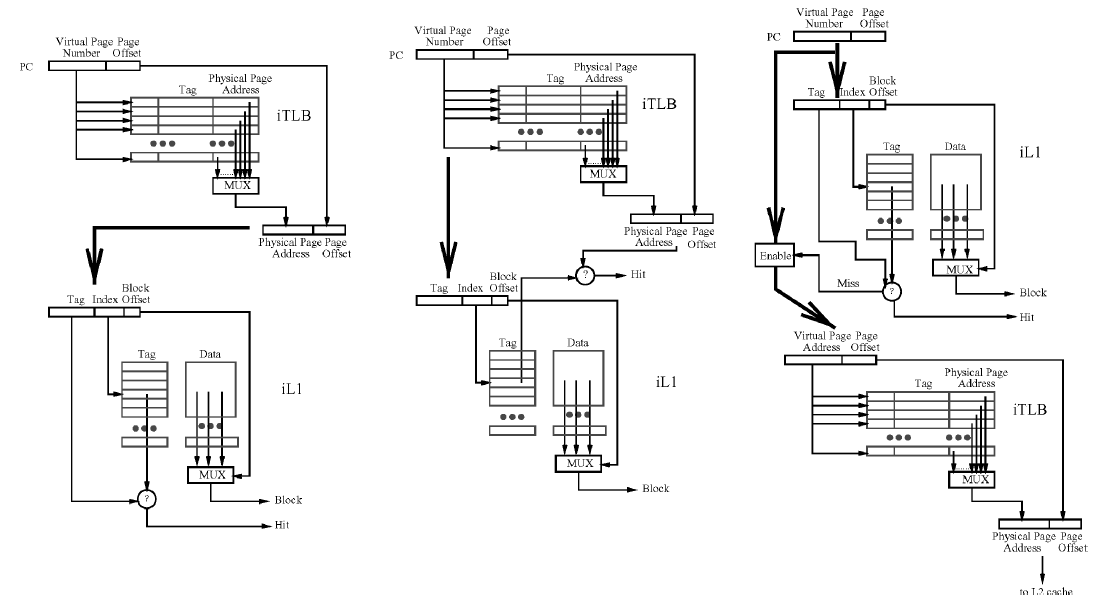 Virtual Page Page
Number Offset
PC
Tag
Physical Page
Address
iTLB
MUX
Physical Page Page
Address Offset
Tag Index Block
Offset
Tag
Data
iL1
MUX
?
Block
Hit
Virtual Page Page
Number Offset
PC
Tag
Physical Page
Address
iTLB
MUX
Physical Page Page
Address Offset
?
Hit
Tag Index Block
Offset
Tag
Data
iL1
MUX
Block
Virtual Page Page
Number Offset
PC
Tag Index Block
Offset
Tag
Data
iL1
MUX
Enable
Miss
?
Block
Hit
Virtual Page Page
Address Offset
Tag
Physical Page
Address
iTLB
MUX
Physical Page Page
Address Offset
to L2 cache